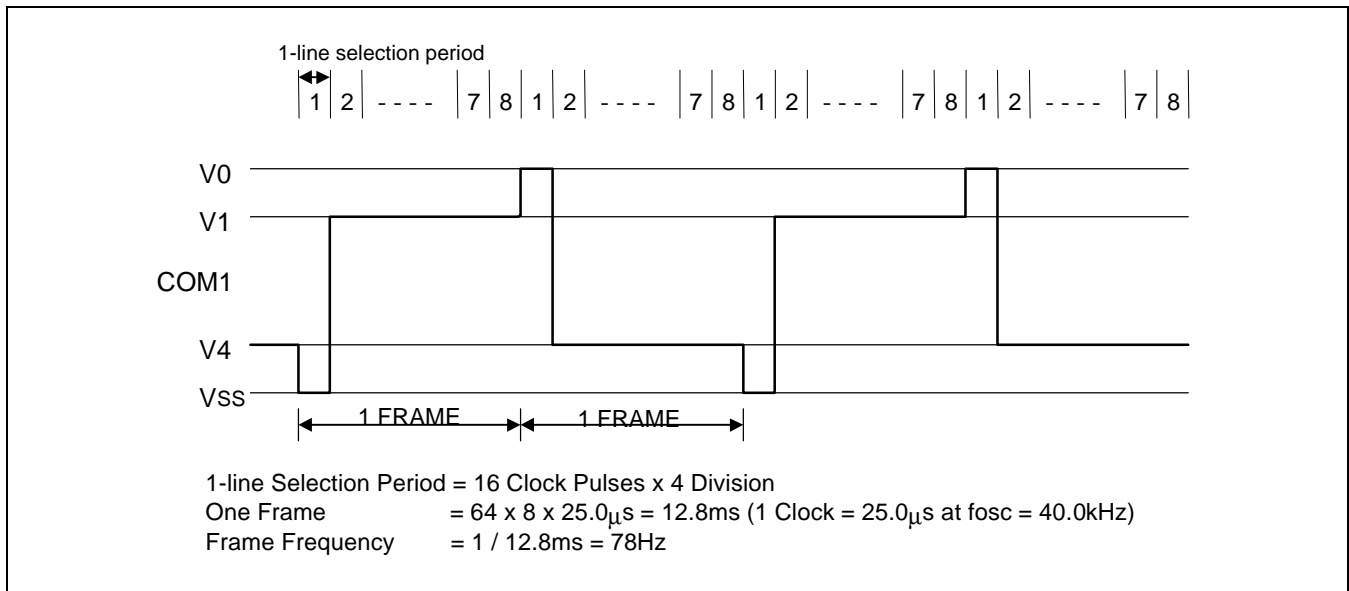 1-line selection period
1 2 - - - - 7 8 1 2 - - - - 7 8 1 2 - - - - 7 8 1 2 - - - - 7 8
V0
V1
COM1
V4
VSS
1 FRAME 1 FRAME
1-line Selection Period = 16 Clock Pulses x 4 Division
One Frame = 64 x 8 x 25.0μs = 12.8ms (1 Clock = 25.0μs at fosc = 40.0kHz)
Frame Frequency = 1 / 12.8ms = 78Hz